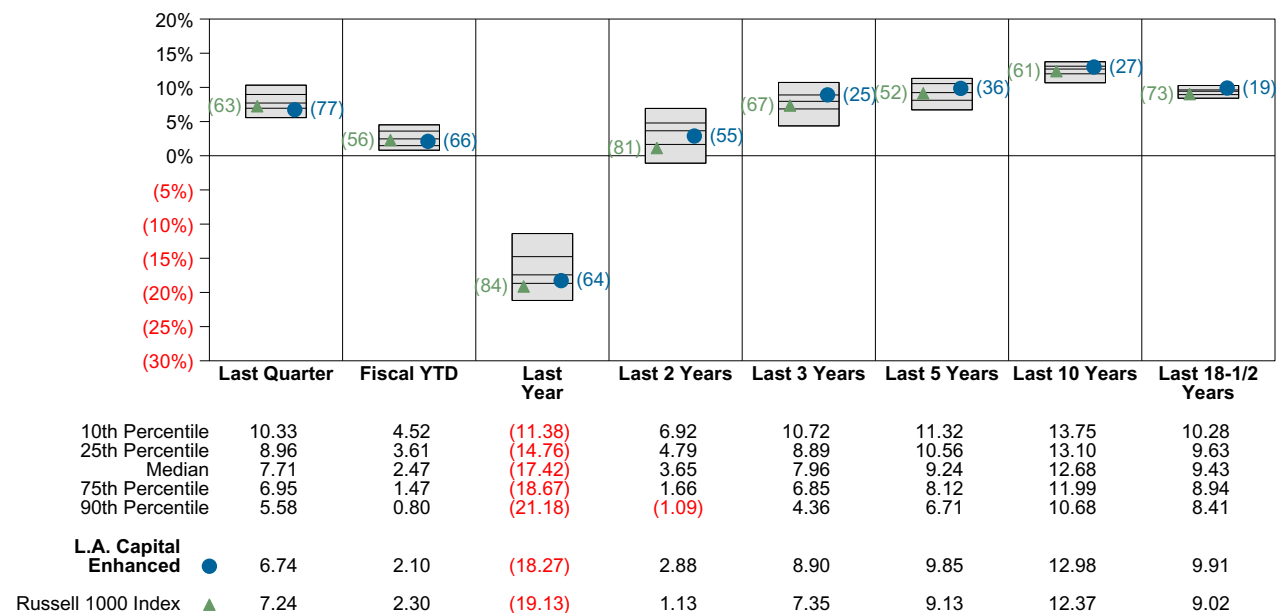 20%
15%
10%
5%
0%
(5%)
(10%)
(15%)
(20%)
(25%)
(30%)
(63) (77)
(56) (66)
(84) (64)
(81) (55)
(67) (25)
(52) (36)
(61) (27)
(73) (19)
Last Quarter Fiscal YTD Last Last 2 Years Last 3 Years Last 5 Years Last 10 Years Last 18-1/2
Year Years
10th Percentile 10.33 4.52 (11.38) 6.92 10.72 11.32 13.75 10.28
25th Percentile 8.96 3.61 (14.76) 4.79 8.89 10.56 13.10 9.63
Median 7.71 2.47 (17.42) 3.65 7.96 9.24 12.68 9.43
75th Percentile 6.95 1.47 (18.67) 1.66 6.85 8.12 11.99 8.94
90th Percentile 5.58 0.80 (21.18) (1.09) 4.36 6.71 10.68 8.41
L.A. Capital
Enhanced 6.74 2.10 (18.27) 2.88 8.90 9.85 12.98 9.91
Russell 1000 Index 7.24 2.30 (19.13) 1.13 7.35 9.13 12.37 9.02